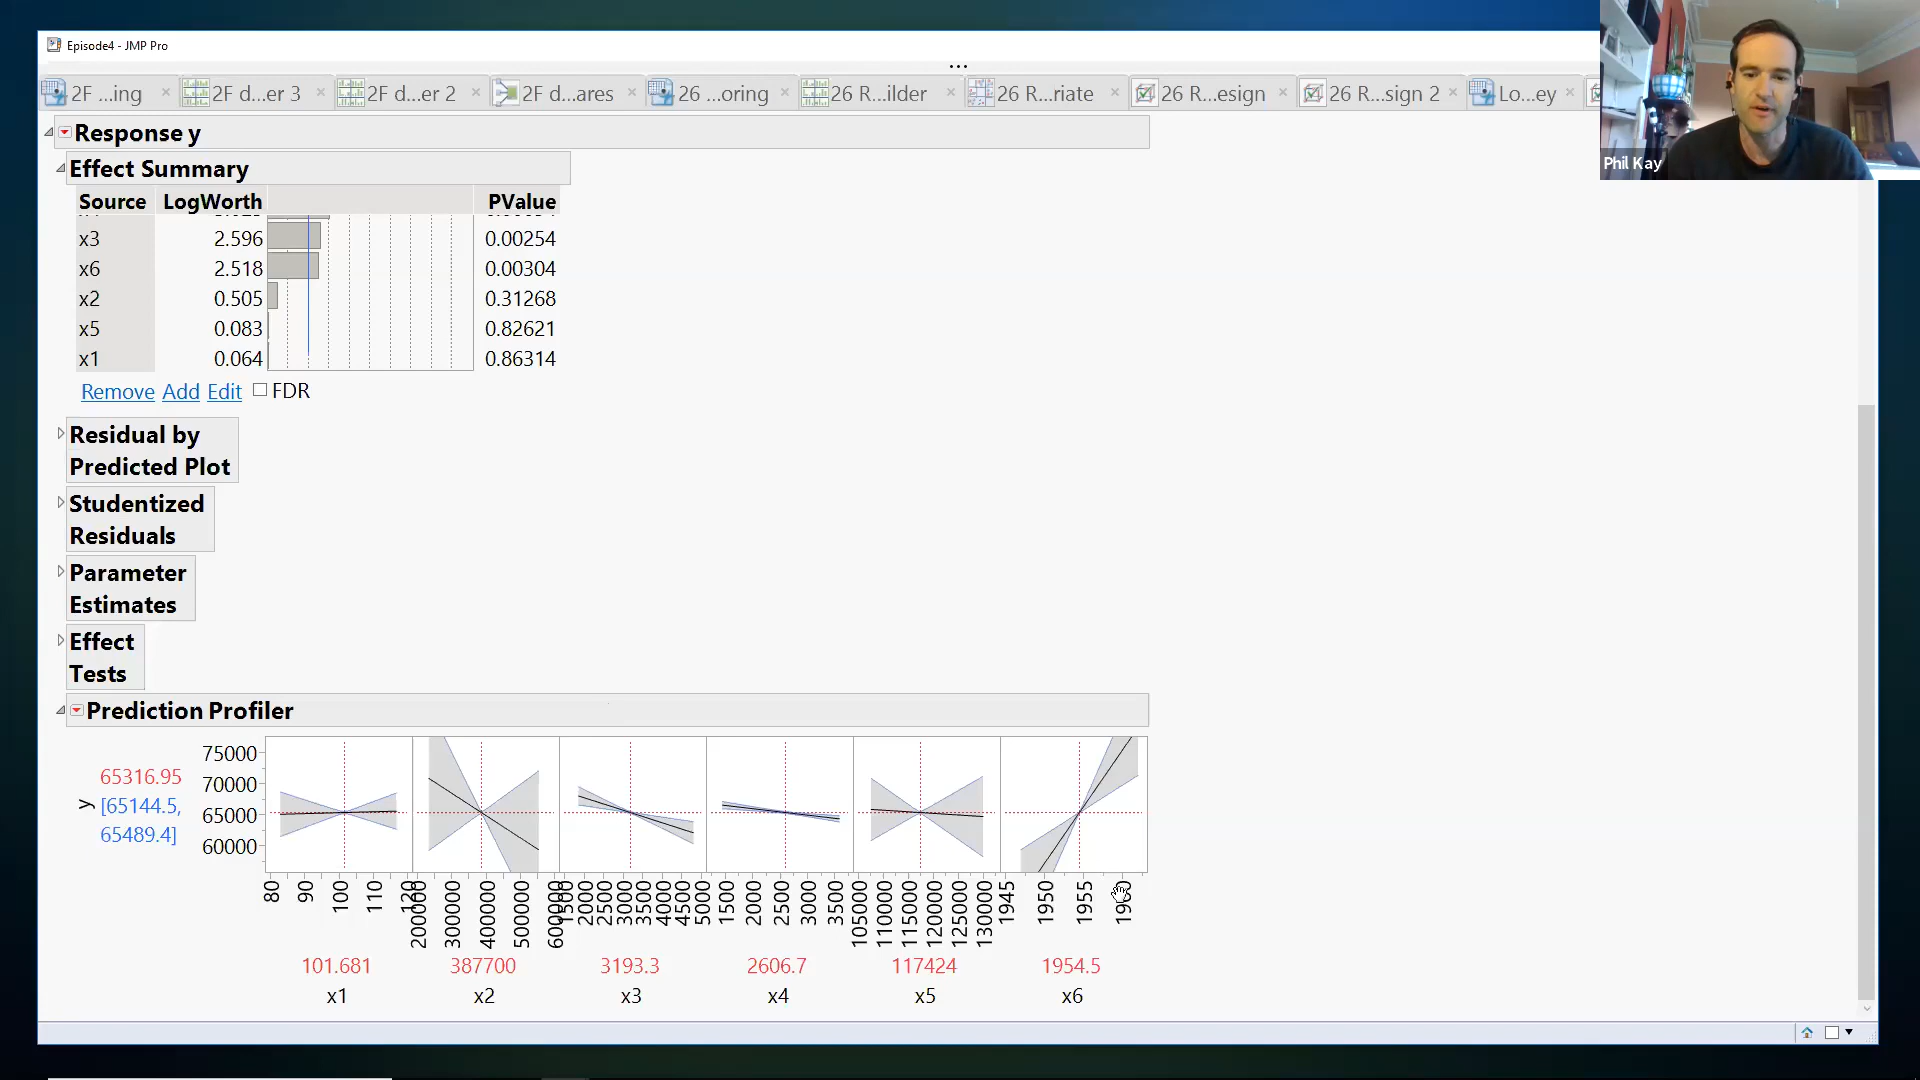 Episode4 - JMP Pro
...
2F ...ing
2F d...er 3
2F d...er 2
2F d...ares
26 ...oring
26 R...ilder
26 R...riate
26 R...esign
26 R...sign 2
Lo...ey
Phil Kay
Response y
Effect Summary
Source LogWorth PValue
x3 2.596 0.00254
x6 2.518 0.00304
x2 0.505 0.31268
x5 0.083 0.82621
x1 0.064 0.86314
Remove Add Edit FDR
Residual by
Predicted Plot
Studentized
Residuals
Parameter
Estimates
Effect
Tests
Prediction Profiler
y
65316.95
[65144.5,
65489.4]
75000
70000
65000
60000
80 90 100 110 120
200000 300000 400000 500000 600000
1500 2000 2500 3000 3500 4000 4500 5000
1500 2000 2500 3000 3500
105000 110000 115000 120000 125000 130000
1945 1950 1955 1960
101.681 387700 3193.3 2606.7 117424 1954.5
x1 x2 x3 x4 x5 x6